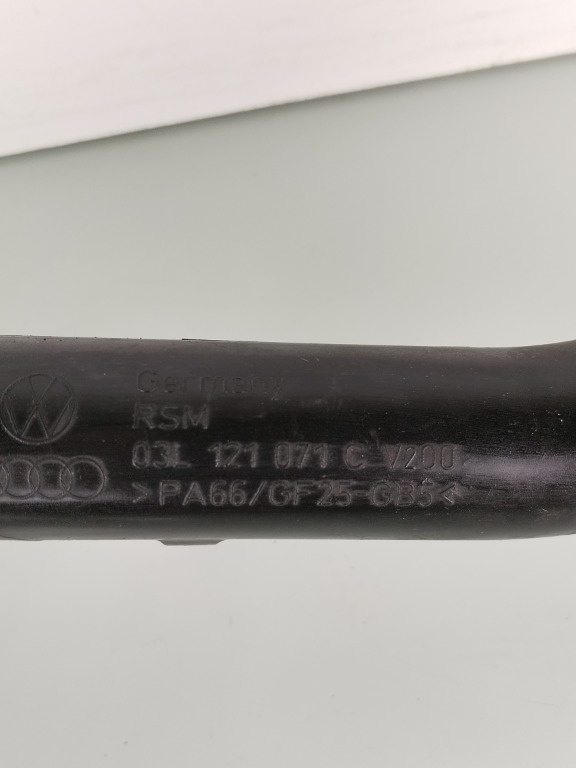 Germany
RSM
03L 121 071 C V200
>PA66/GF25-GB5<